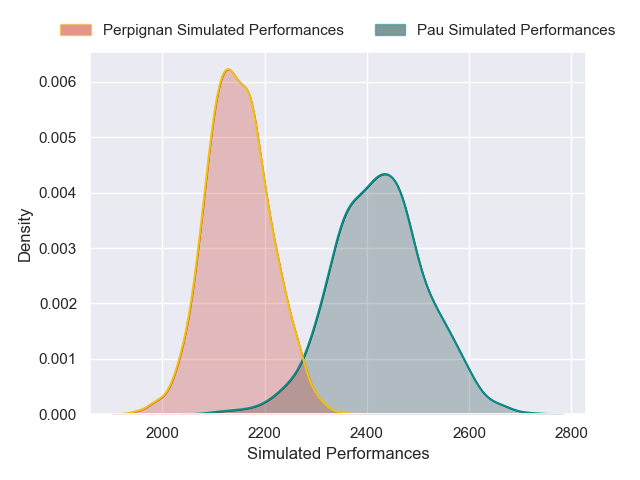 Perpignan Simulated Performances Pau Simulated Performances
0.006
0.005
0.004
0.003
0.002
0.001
0.000
Density
2000 2200 2400 2600 2800
Simulated Performances